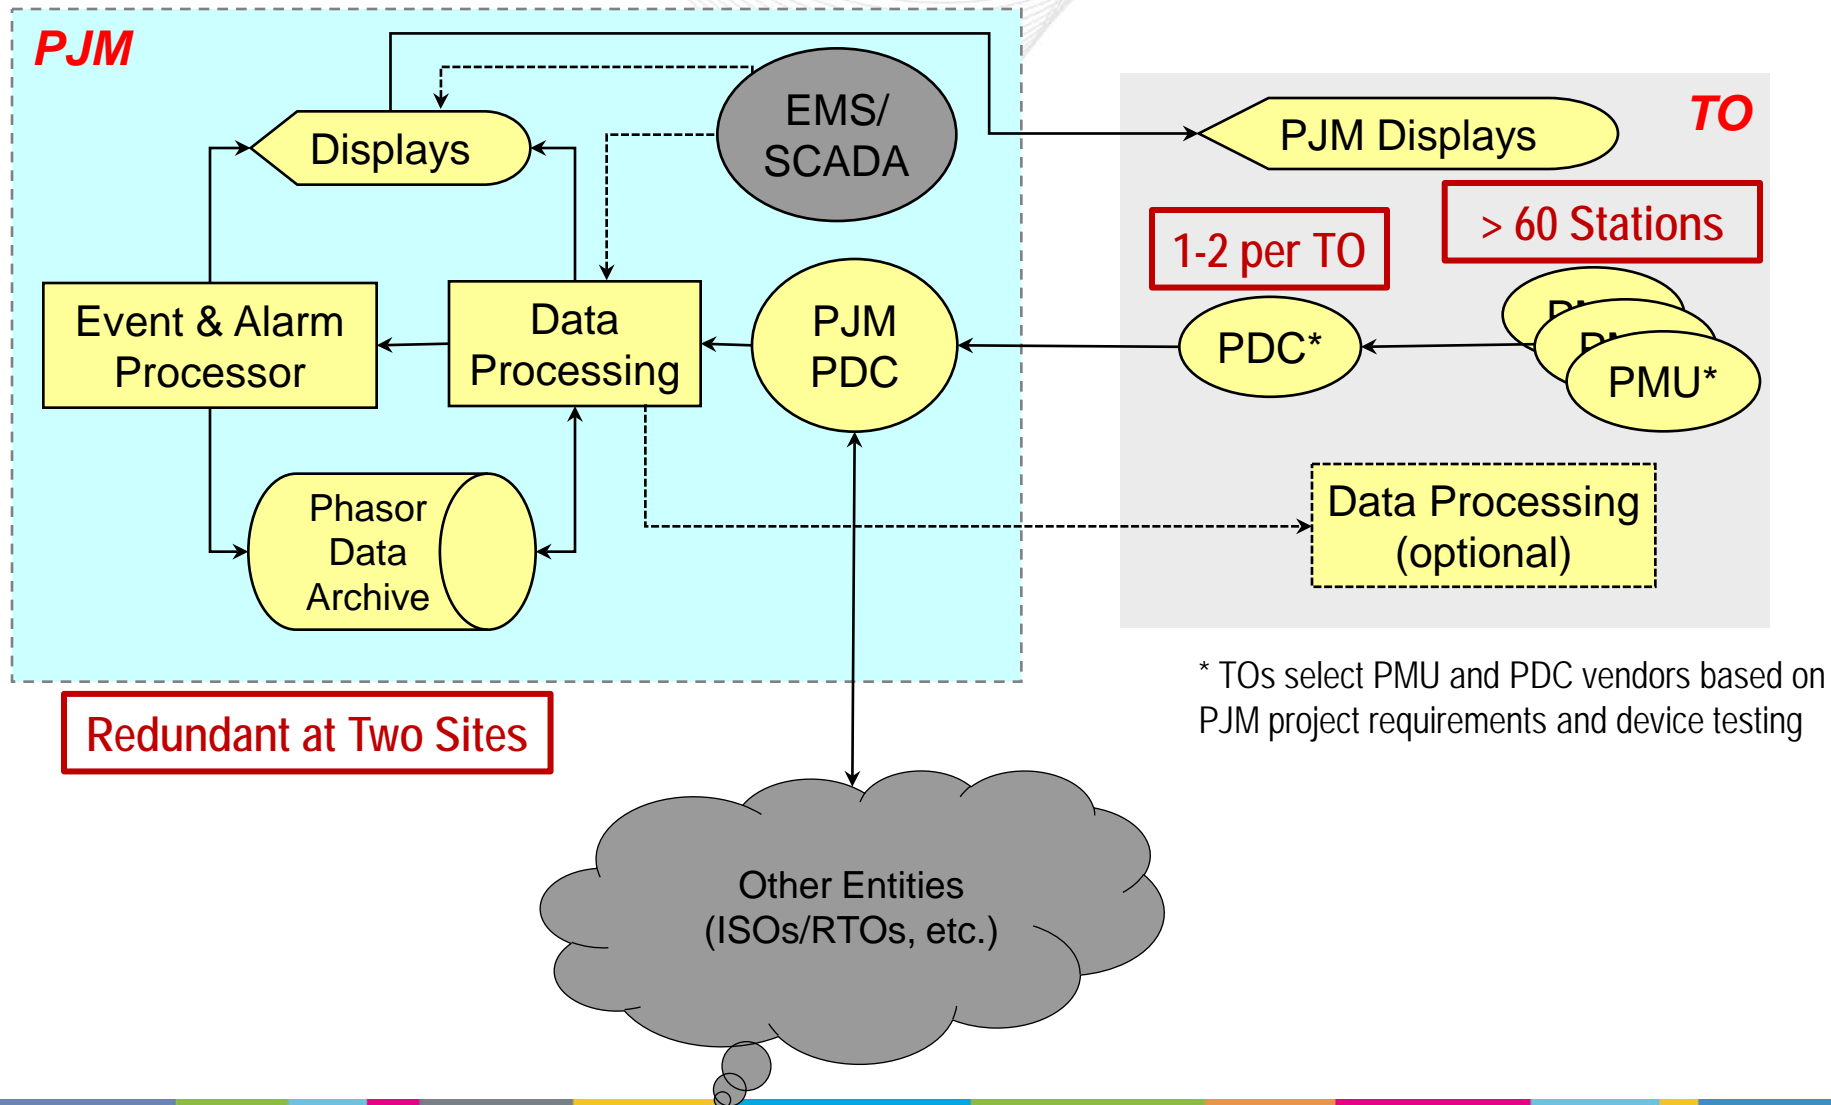 PJM
EMS/
SCADA
Displays
TO
PJM Displays
> 60 Stations
1-2 per TO
Event & Alarm
Processor
Data
Processing
PJM
PDC
PDC*
PMU*
Phasor
Data
Archive
Data Processing
(optional)
* TOs select PMU and PDC vendors based on
PJM project requirements and device testing
Redundant at Two Sites
Other Entities
(ISOs/RTOs, etc.)